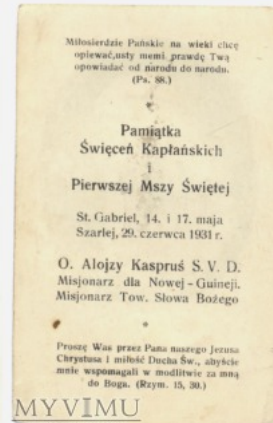 Miłosierdzie Pańskie na wieki chcę
opiewać,usty memi prawdę Twą
opowiadać od narodu do narodu.
(Ps. 88.)
Pamiątka
Święceń Kapłańskich
i
Pierwszej Mszy Świętej
St. Gabriel, 14. i 17. maja
Szarlej, 29. czerwca 1931 r.
O. Alojzy Kaspruś S. V. D.
Misjonarz dla Nowej-Guineji.
Misjonarz Tow. Słowa Bożego
Proszę Was przez Pana naszego Jezusa
Chrystusa i miłość Ducha Św., abyście
mnie wspomagali w modlitwie za mną
do Boga. (Rzym. 15, 30.)
MYVIMU